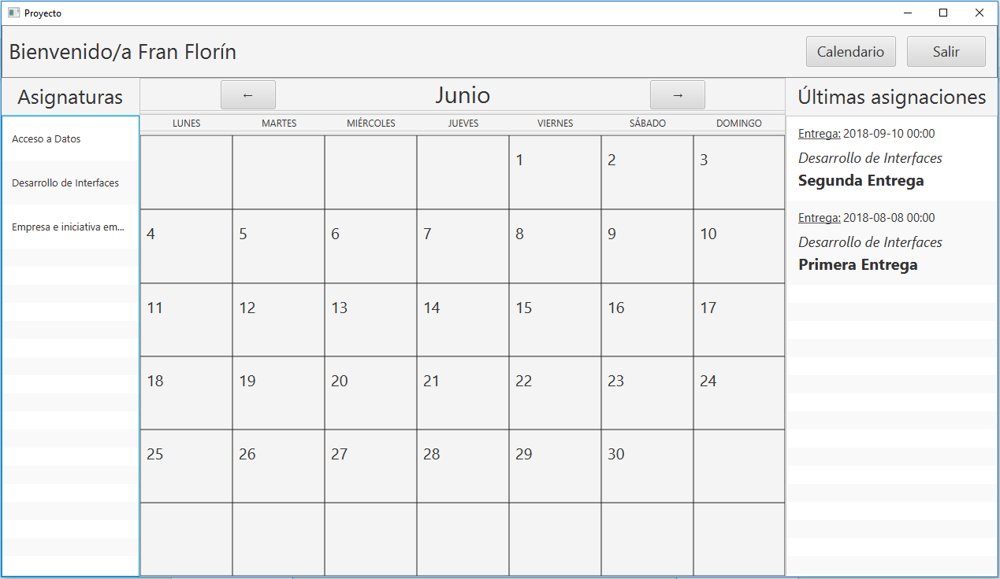 Proyecto
Bienvenido/a Fran Florín
Calendario
Salir
Asignaturas
Acceso a Datos
Desarrollo de Interfaces
Empresa e iniciativa em...
← Junio →
LUNES MARTES MIÉRCOLES JUEVES VIERNES SÁBADO DOMINGO
1 2 3
4 5 6 7 8 9 10
11 12 13 14 15 16 17
18 19 20 21 22 23 24
25 26 27 28 29 30
Últimas asignaciones
Entrega: 2018-09-10 00:00
Desarrollo de Interfaces
Segunda Entrega
Entrega: 2018-08-08 00:00
Desarrollo de Interfaces
Primera Entrega